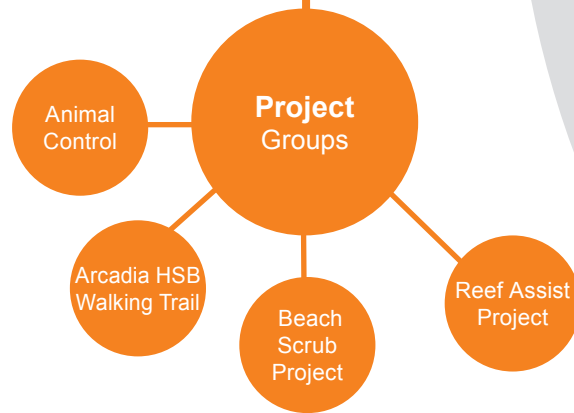 Project
Groups
Animal
Control
Arcadia HSB
Walking Trail
Beach
Scrub
Project
Reef Assist
Project